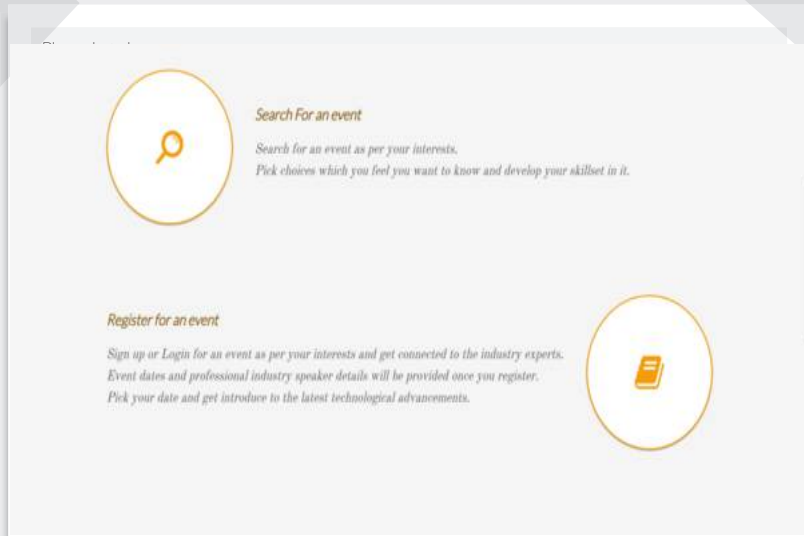 Search For an event
Search for an event as per your interests.
Pick choices which you feel you want to know and develop your skillset in it.
Register for an event
Sign up or Login for an event as per your interests and get connected to the industry experts.
Event dates and professional industry speaker details will be provided once you register.
Pick your date and get introduce to the latest technological advancements.